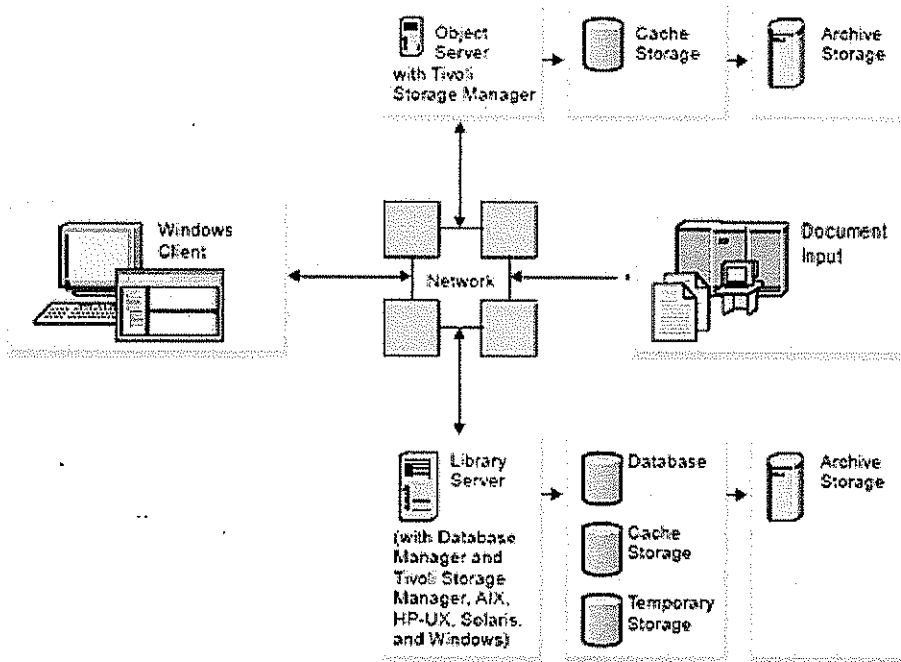 Object
Server
with Tivoli
Storage Manager
Cache
Storage
Archive
Storage
Windows
Client
Network
Document
Input
Library
Server
(with Database
Manager and
Tivoli Storage
Manager, AIX,
HP-UX, Solaris,
and Windows)
Database
Cache
Storage
Temporary
Storage
Archive
Storage